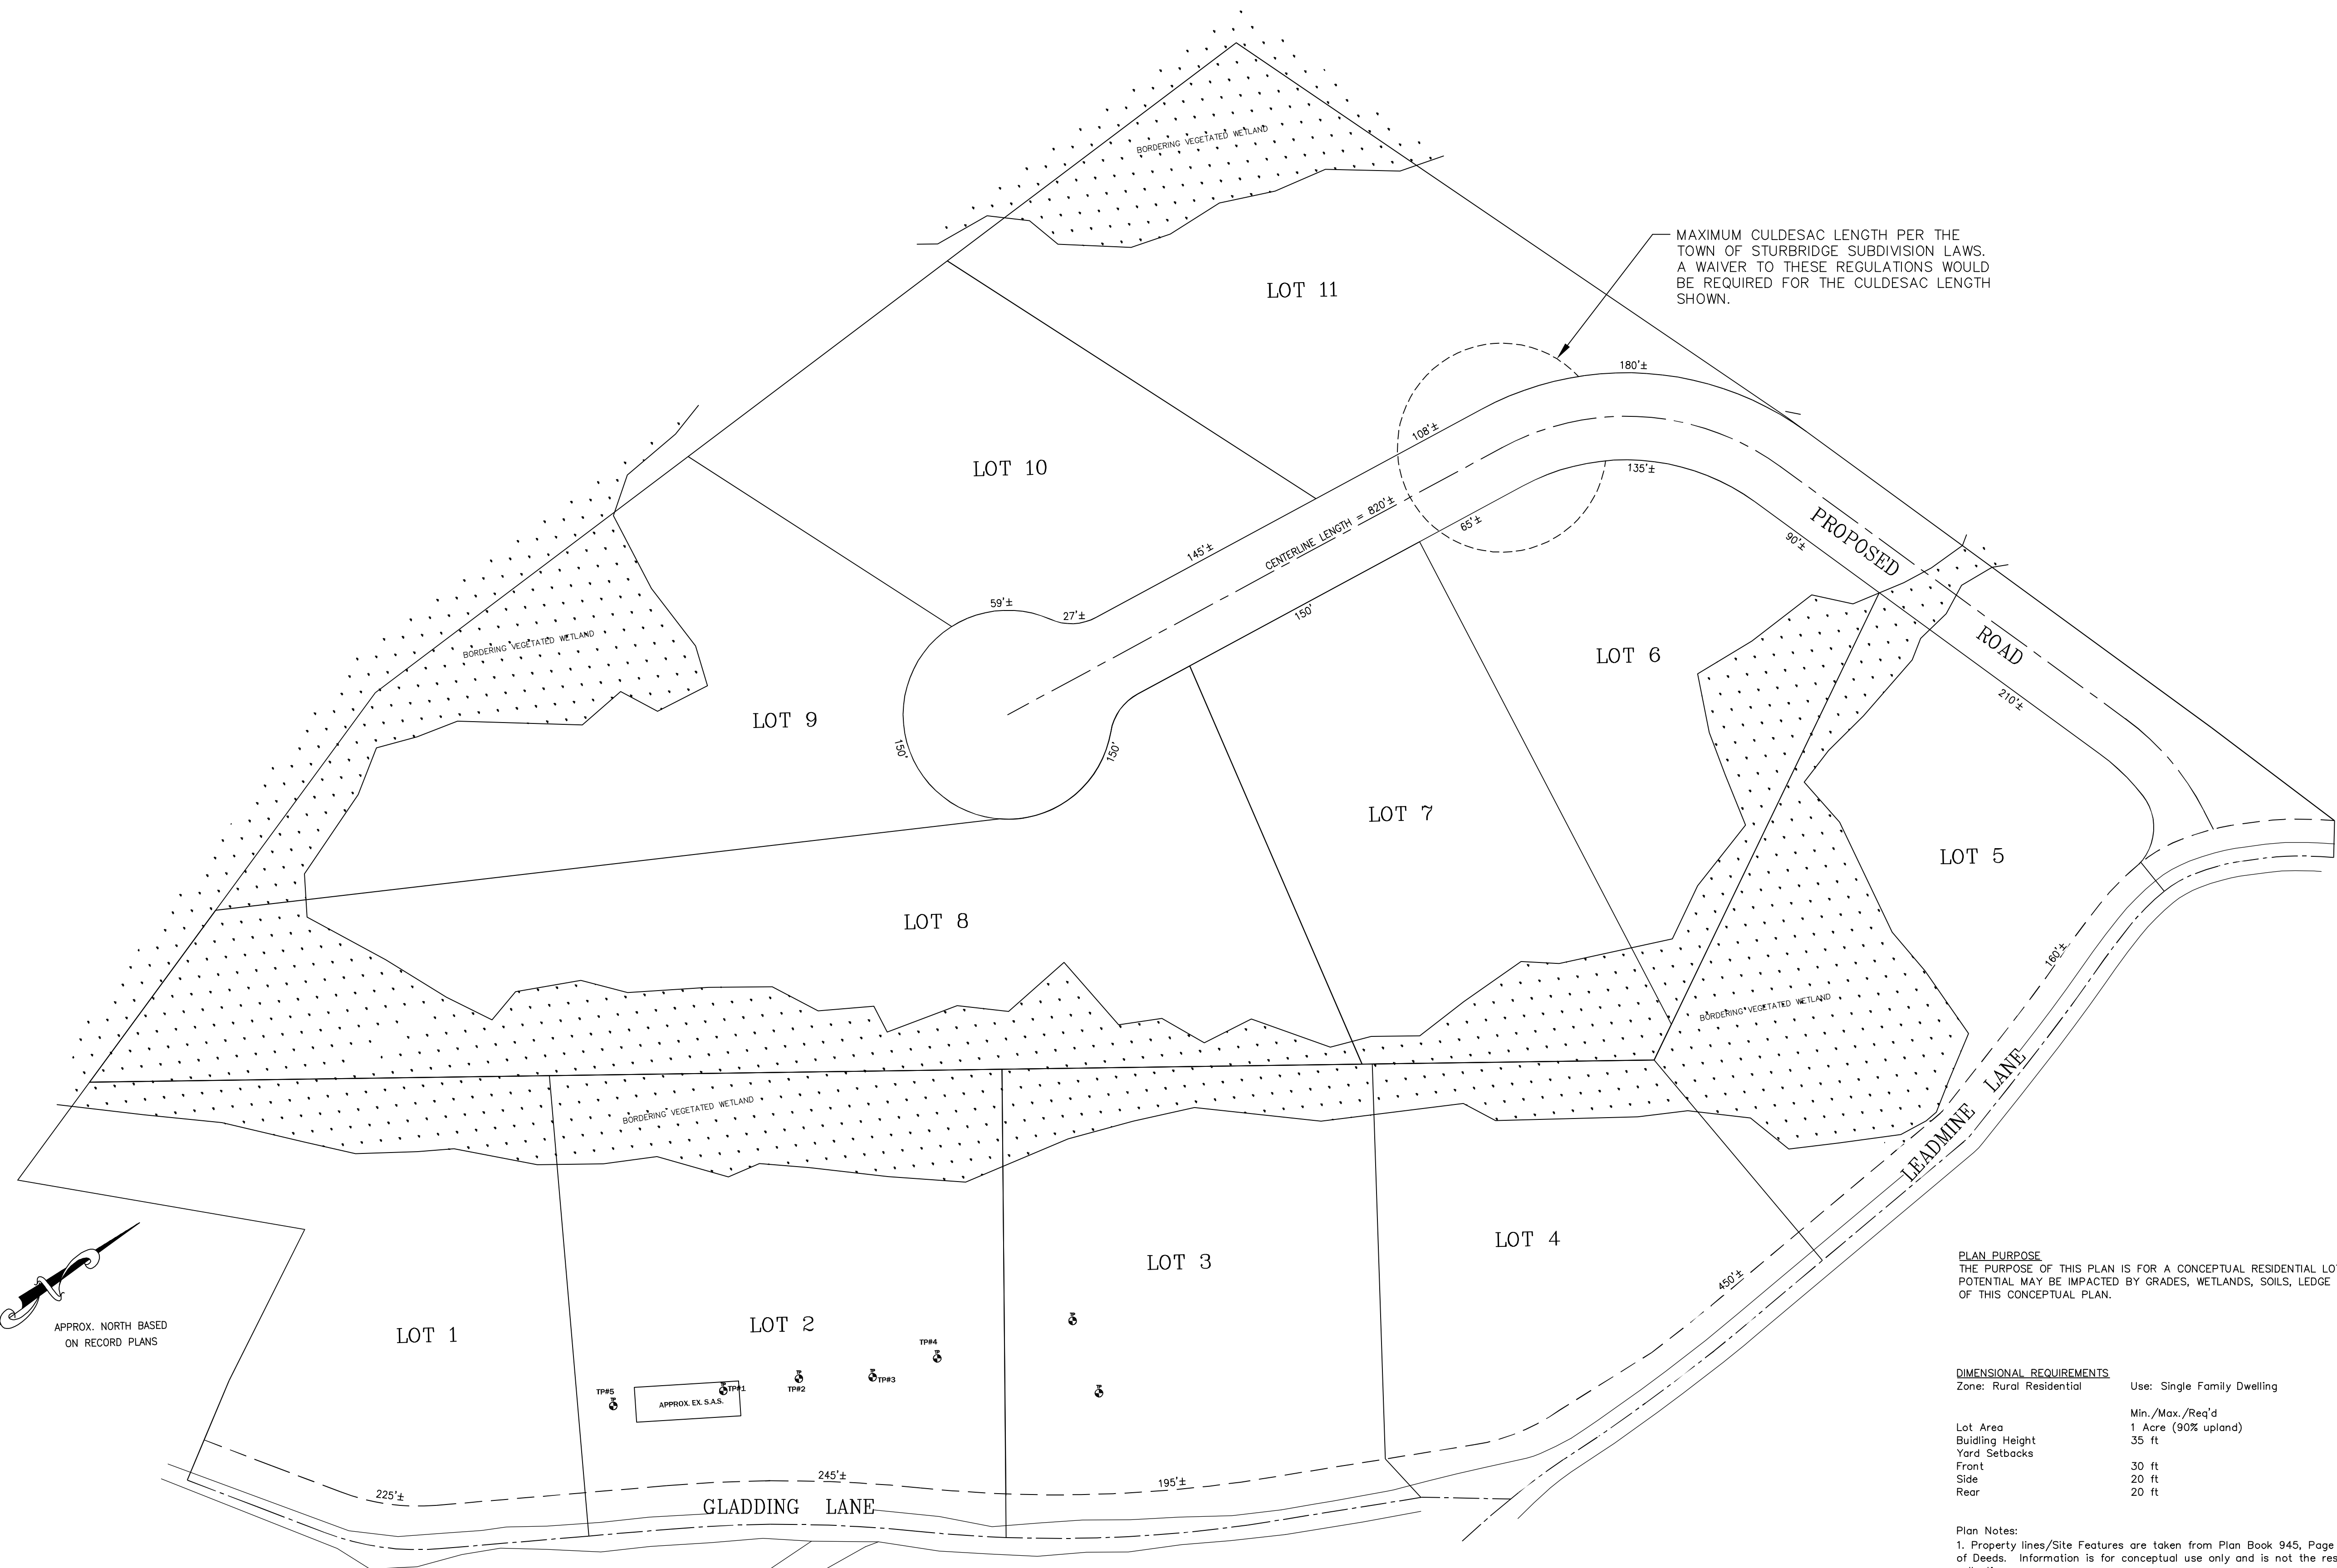 BORDERING VEGETATED WETLAND
MAXIMUM CULDESAC LENGTH PER THE
TOWN OF STURBRIDGE SUBDIVISION LAWS.
A WAIVER TO THESE REGULATIONS WOULD
BE REQUIRED FOR THE CULDESAC LENGTH
SHOWN.
LOT 11
180'±
108'±
LOT 10
135'±
CENTERLINE LENGTH = 820'±
65'±
PROPOSED
ROAD
90'±
145'±
59'±
27'±
150'
BORDERING VEGETATED WETLAND
LOT 6
210'±
LOT 9
150'
150'
LOT 7
LOT 5
LOT 8
160'±
BORDERING VEGETATED WETLAND
LEADMINE LANE
BORDERING VEGETATED WETLAND
LOT 4
LOT 3
450'±
PLAN PURPOSE
THE PURPOSE OF THIS PLAN IS FOR A CONCEPTUAL RESIDENTIAL
POTENTIAL MAY BE IMPACTED BY GRADES, WETLANDS, SOILS, LEDGE
OF THIS CONCEPTUAL PLAN.
APPROX. NORTH BASED
ON RECORD PLANS
LOT 1
LOT 2
TP#4
TP#5
TP#1
TP#2
TP#3
APPROX. EX. S.A.S.
225'±
245'±
195'±
GLADDING LANE
DIMENSIONAL REQUIREMENTS
Zone: Rural Residential Use: Single Family Dwelling
Min./Max./Req'd
Lot Area 1 Acre (90% upland)
Buidling Height 35 ft
Yard Setbacks
Front 30 ft
Side 20 ft
Rear 20 ft
Plan Notes:
1. Property lines/Site Features are taken from Plan Book 945, Page
of Deeds. Information is for conceptual use only and is not the